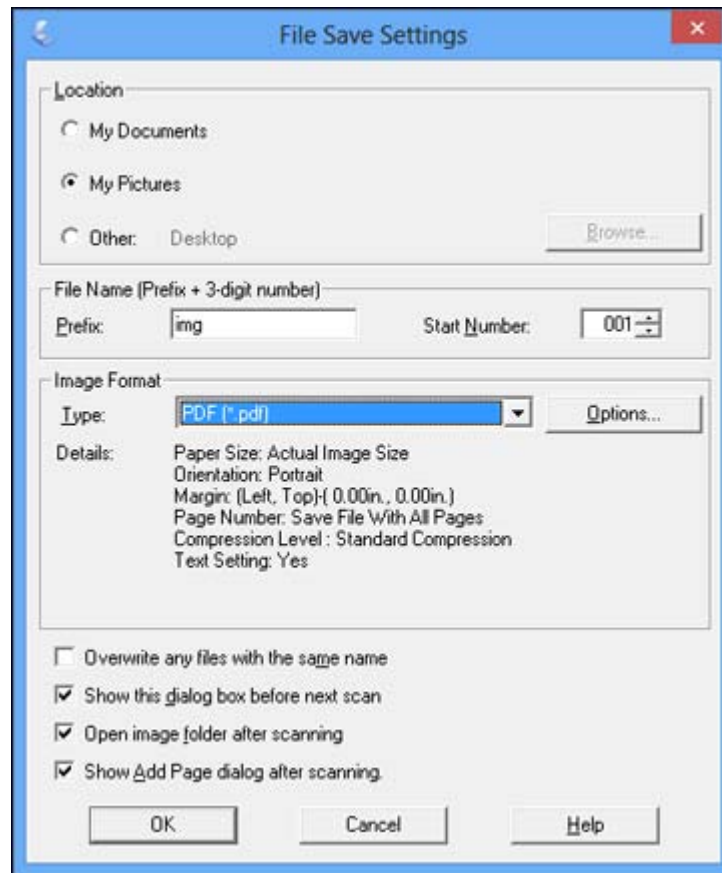 File Save Settings
Location
My Documents
My Pictures
Other: Desktop Browse...
File Name (Prefix + 3-digit number)
Prefix: img Start Number: 001
Image Format
Type: PDF (*.pdf) Options...
Details: Paper Size: Actual Image Size
Orientation: Portrait
Margin: (Left, Top)-( 0.00in., 0.00in.)
Page Number: Save File With All Pages
Compression Level : Standard Compression
Text Setting: Yes
Overwrite any files with the same name
Show this dialog box before next scan
Open image folder after scanning
Show Add Page dialog after scanning.
OK Cancel Help